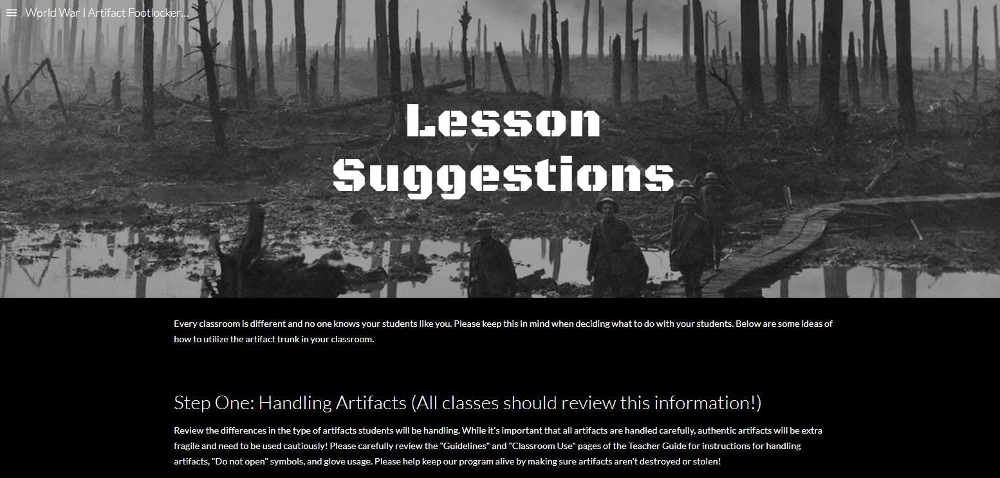 World War I Artifact Footlocker...
Lesson
Suggestions
Every classroom is different and no one knows your students like you. Please keep this in mind when deciding what to do with your students. Below are some ideas of
how to utilize the artifact trunk in your classroom.
Step One: Handling Artifacts (All classes should review this information!)
Review the differences in the type of artifacts students will be handling. While it's important that all artifacts are handled carefully, authentic artifacts will be extra
fragile and need to be used cautiously! Please carefully review the "Guidelines" and "Classroom Use" pages of the Teacher Guide for instructions for handling
artifacts, "Do not open" symbols, and glove usage. Please help keep our program alive by making sure artifacts aren't destroyed or stolen!